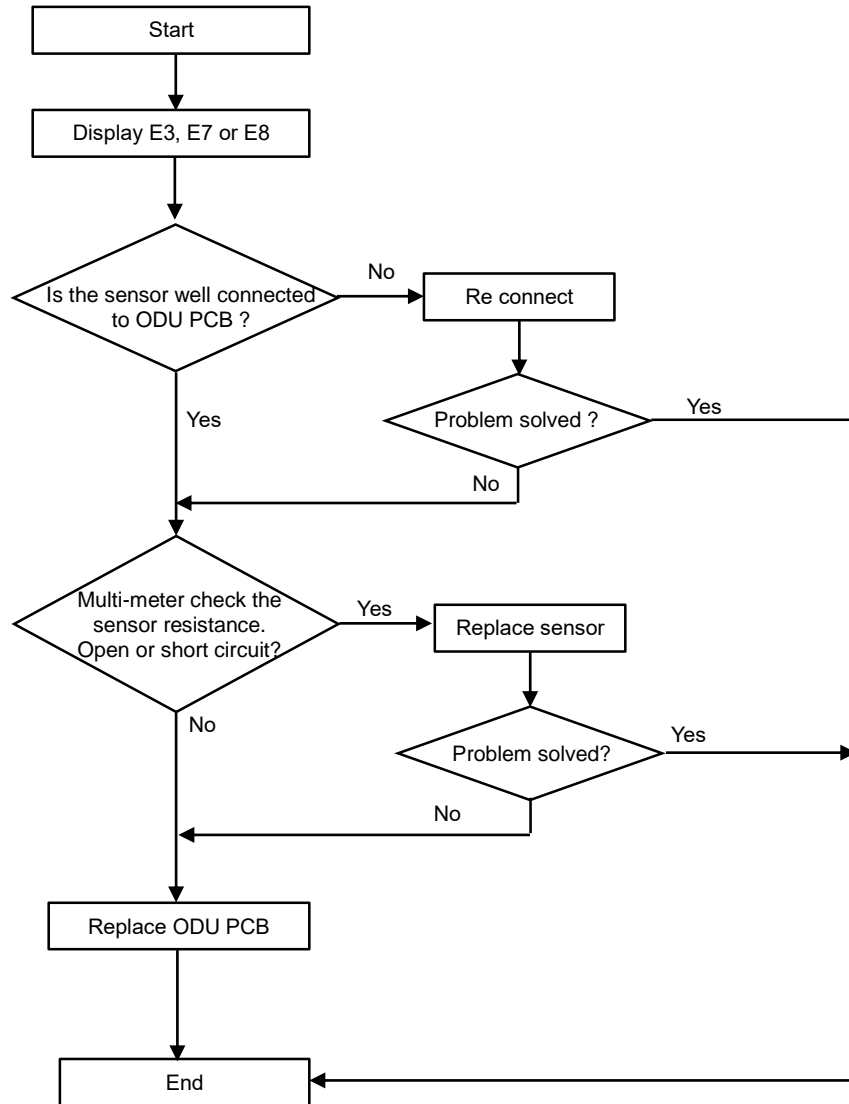 Start
Display E3, E7 or E8
Is the sensor well connected
to ODU PCB ?
No
Re connect
Yes
Problem solved ?
Yes
No
Multi-meter check the
sensor resistance.
Open or short circuit?
Yes
Replace sensor
No
Problem solved?
Yes
No
Replace ODU PCB
End